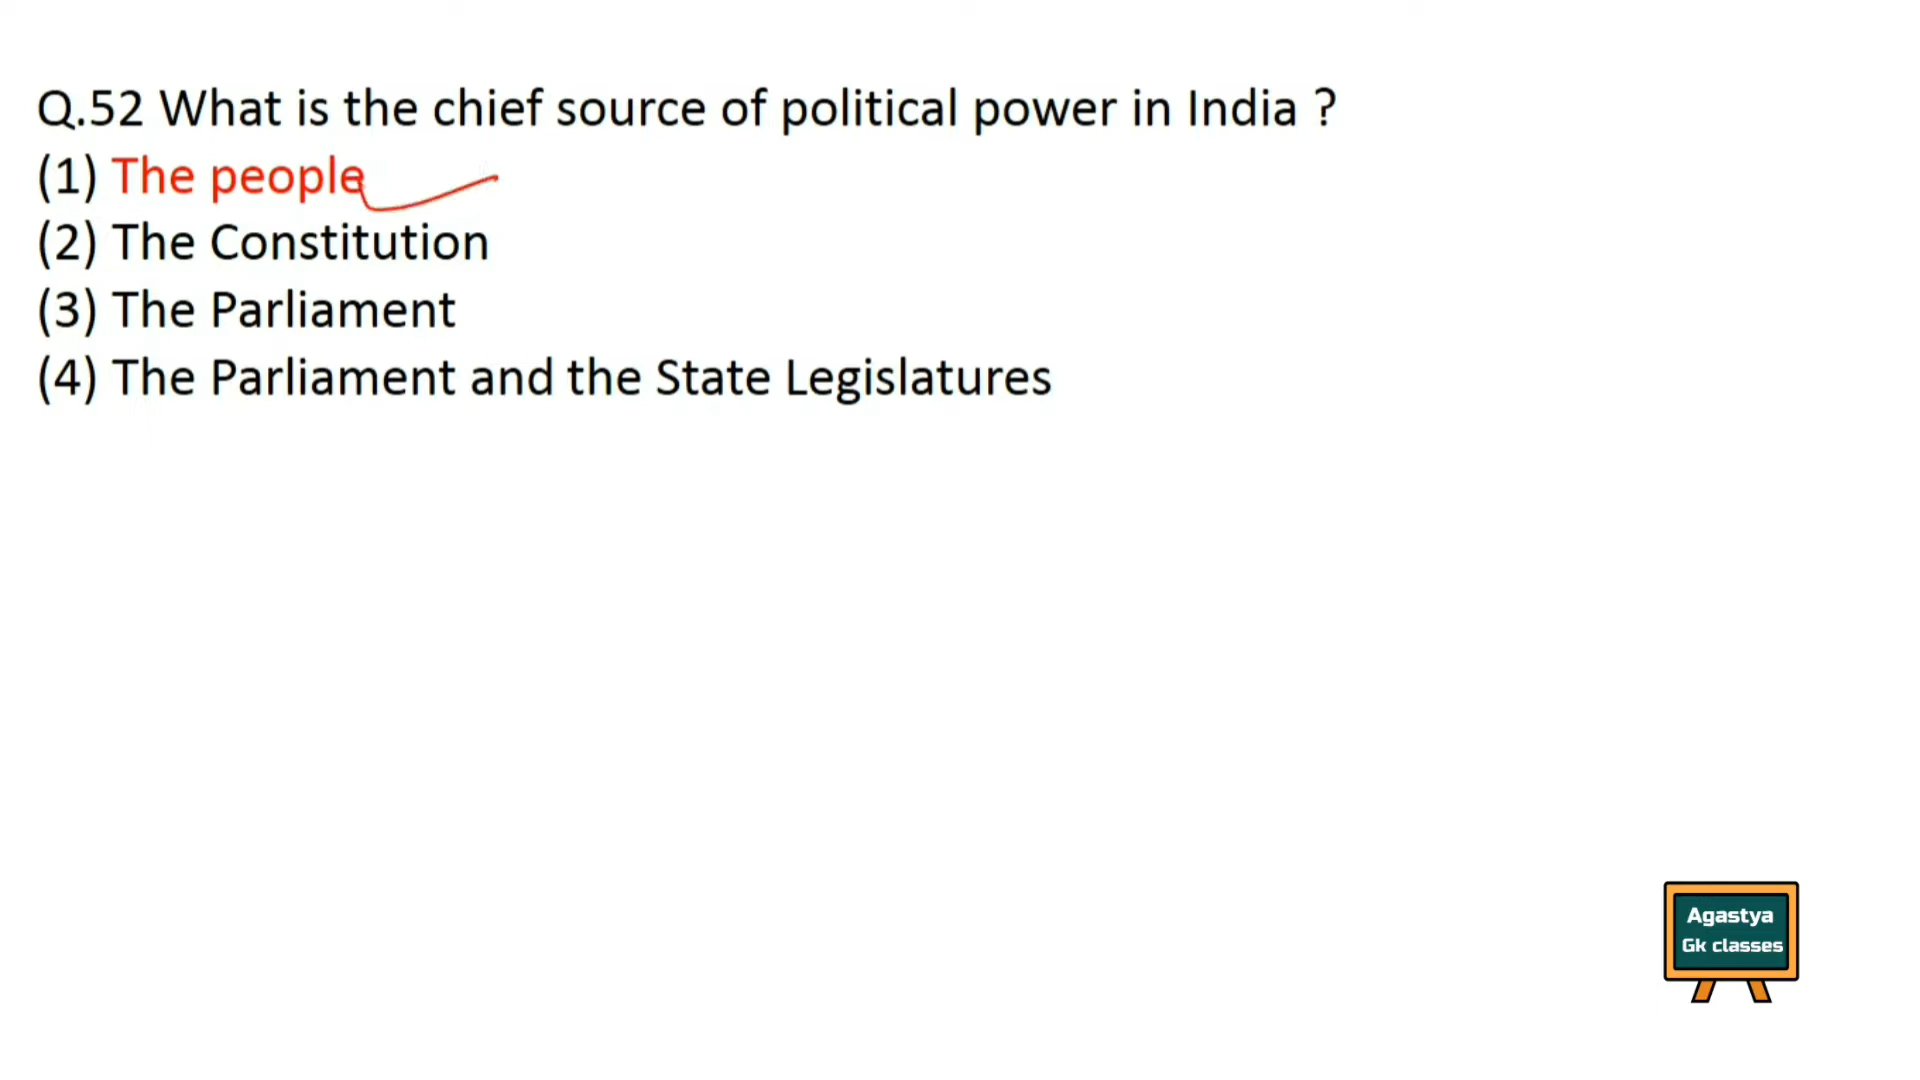 Q.52 What is the chief source of political power in India ?
(1) The people
(2) The Constitution
(3) The Parliament
(4) The Parliament and the State Legislatures
Agastya
Gk classes